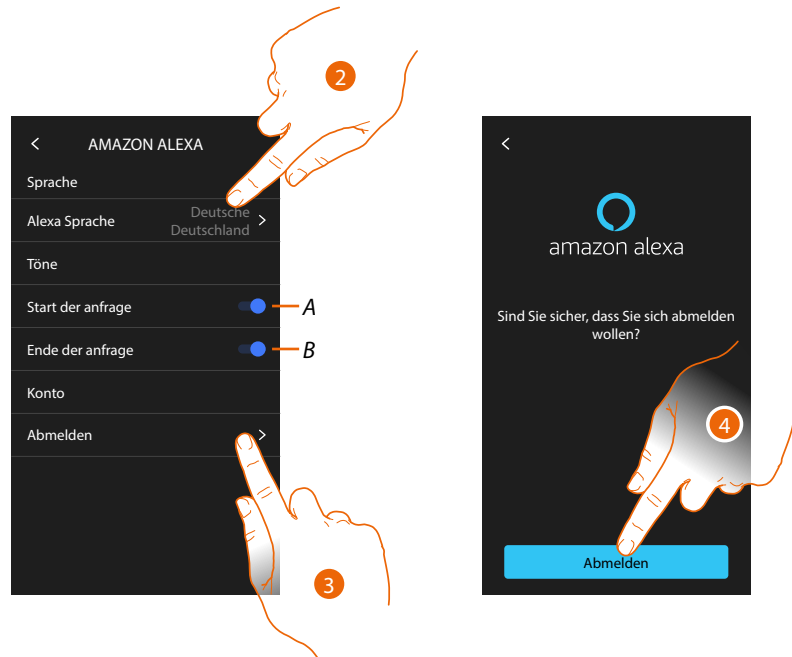 2
AMAZON ALEXA
Sprache
Alexa Sprache
Deutsche
Deutschland
Töne
Start der anfrage
A
Ende der anfrage
B
Konto
Abmelden
3
amazon alexa
Sind Sie sicher, dass Sie sich abmelden
wollen?
4
Abmelden